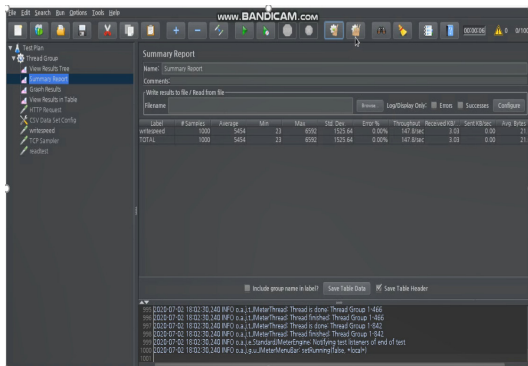 File Edit Search Run Options Tools Help
www.BANDICAM.com
00:00:06 0 0/100
Test Plan
Thread Group
View Results Tree
Summary Report
Graph Results
View Results in Table
HTTP Request
CSV Data Set Config
writespeed
TCP Sampler
readtest
Summary Report
Name: Summary Report
Comments:
Write results to file / Read from file
Filename Browse... Log/Display Only: Errors Successes Configure
Label # Samples Average Min Max Std. Dev. Error % Throughput Received KB/... Sent KB/sec Avg. Bytes
writespeed 1000 5454 23 6592 1525.64 0.00% 147.0/sec 3.03 0.00 21
TOTAL 1000 5454 23 6592 1525.64 0.00% 147.0/sec 3.03 0.00 21
Include group name in label? Save Table Data Save Table Header
995 2020-07-02 18:02:30,240 INFO o.a.j.t.JMeterThread: Thread is done: Thread Group 1-466
996 2020-07-02 18:02:30,240 INFO o.a.j.t.JMeterThread: Thread finished: Thread Group 1-466
997 2020-07-02 18:02:30,240 INFO o.a.j.t.JMeterThread: Thread is done: Thread Group 1-842
998 2020-07-02 18:02:30,240 INFO o.a.j.t.JMeterThread: Thread finished: Thread Group 1-842
999 2020-07-02 18:02:30,240 INFO o.a.j.e.StandardJMeterEngine: Notifying test listeners of end of test
1000 2020-07-02 18:02:30,240 INFO o.a.j.g.u.JMeterMenuBar: setRunning(false, *local*)
1001